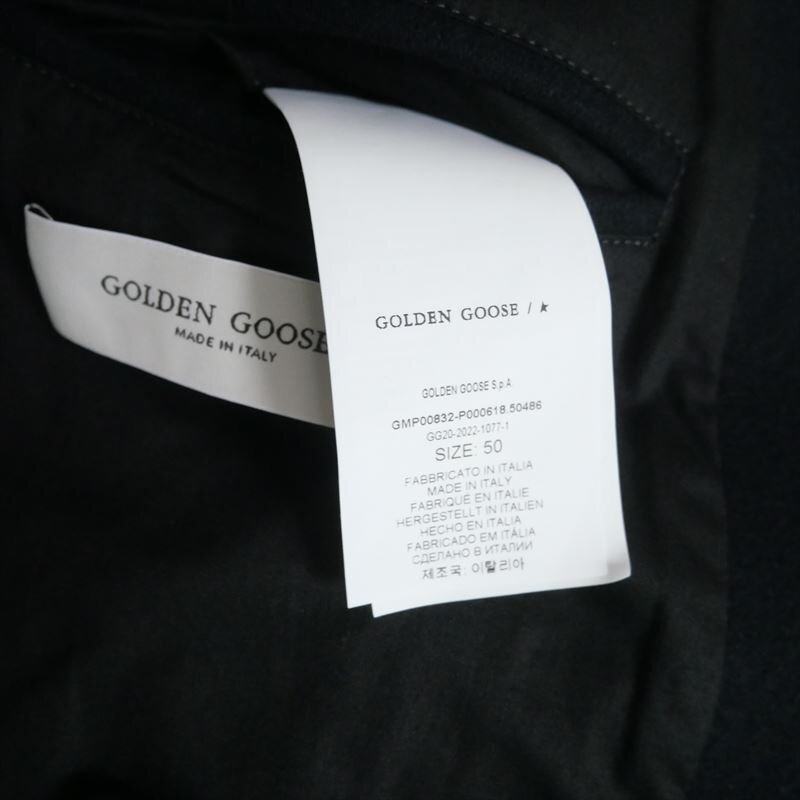 GOLDEN GOOSE
MADE IN ITALY
GOLDEN GOOSE / ★
GOLDEN GOOSE S.p.A.
GMP00832-P000618.50486
GG20-2022-1077-1
SIZE: 50
FABBRICATO IN ITALIA
MADE IN ITALY
FABRIQUÉ EN ITALIE
HERGESTELLT IN ITALIEN
HECHO EN ITALIA
FABRICADO EM ITÁLIA
СДЕЛАНО В ИТАЛИИ
제조국: 이탈리아